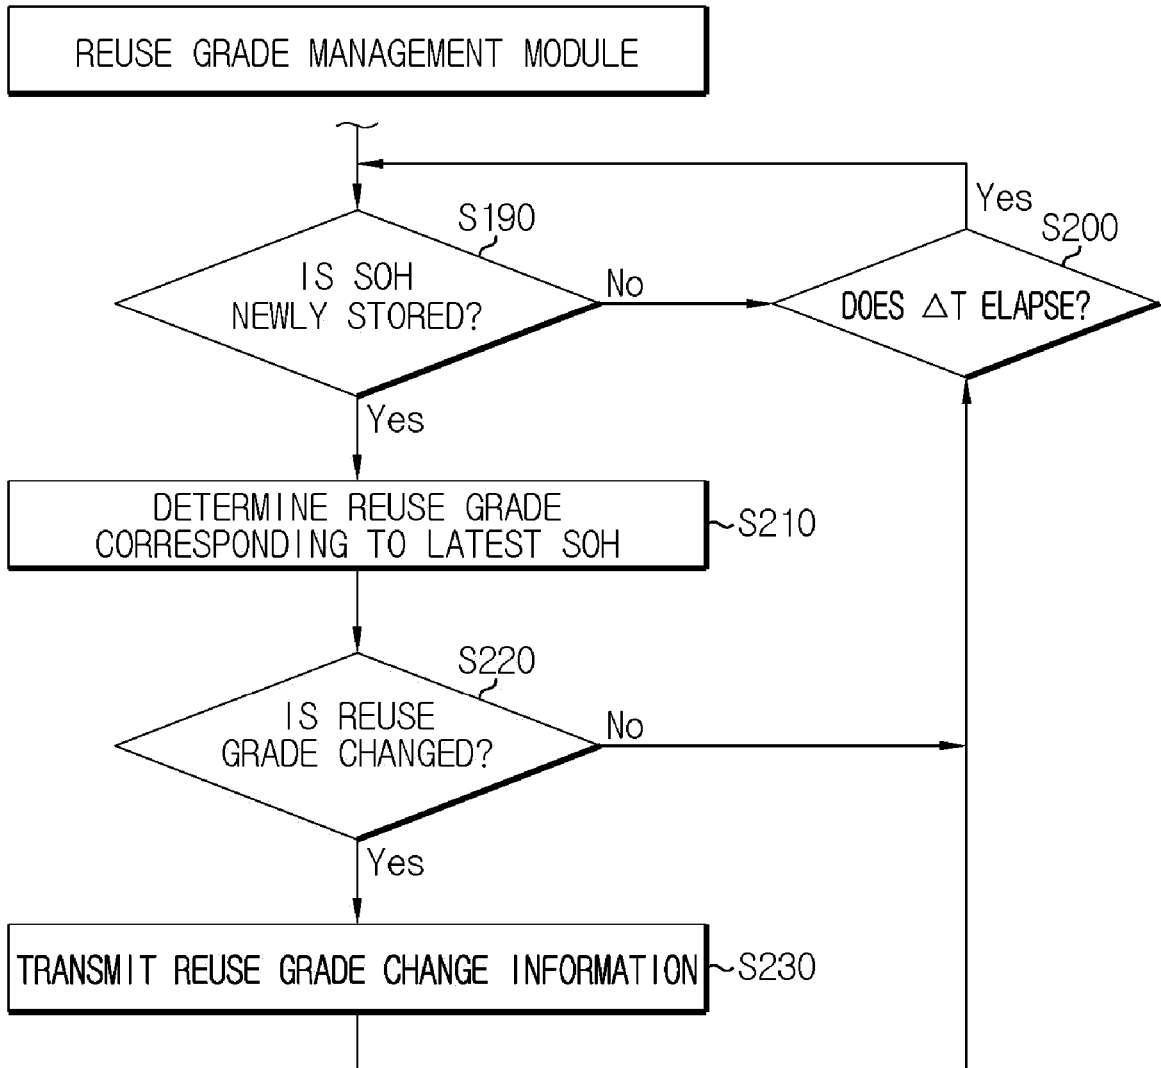 REUSE GRADE MANAGEMENT MODULE
Yes
S190
S200
IS SOH
NEWLY STORED?
No
DOES △T ELAPSE?
Yes
DETERMINE REUSE GRADE
CORRESPONDING TO LATEST SOH
S210
S220
IS REUSE
GRADE CHANGED?
No
Yes
TRANSMIT REUSE GRADE CHANGE INFORMATION
S230